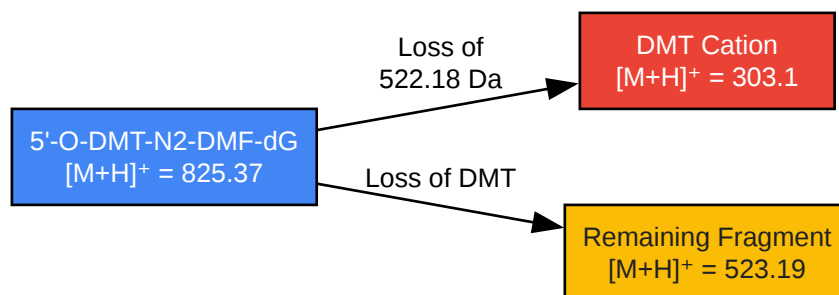 Loss of
522.18 Da
DMT Cation
[M+H]⁺ = 303.1
5'-O-DMT-N2-DMF-dG
[M+H]⁺ = 825.37
Loss of DMT
Remaining Fragment
[M+H]⁺ = 523.19